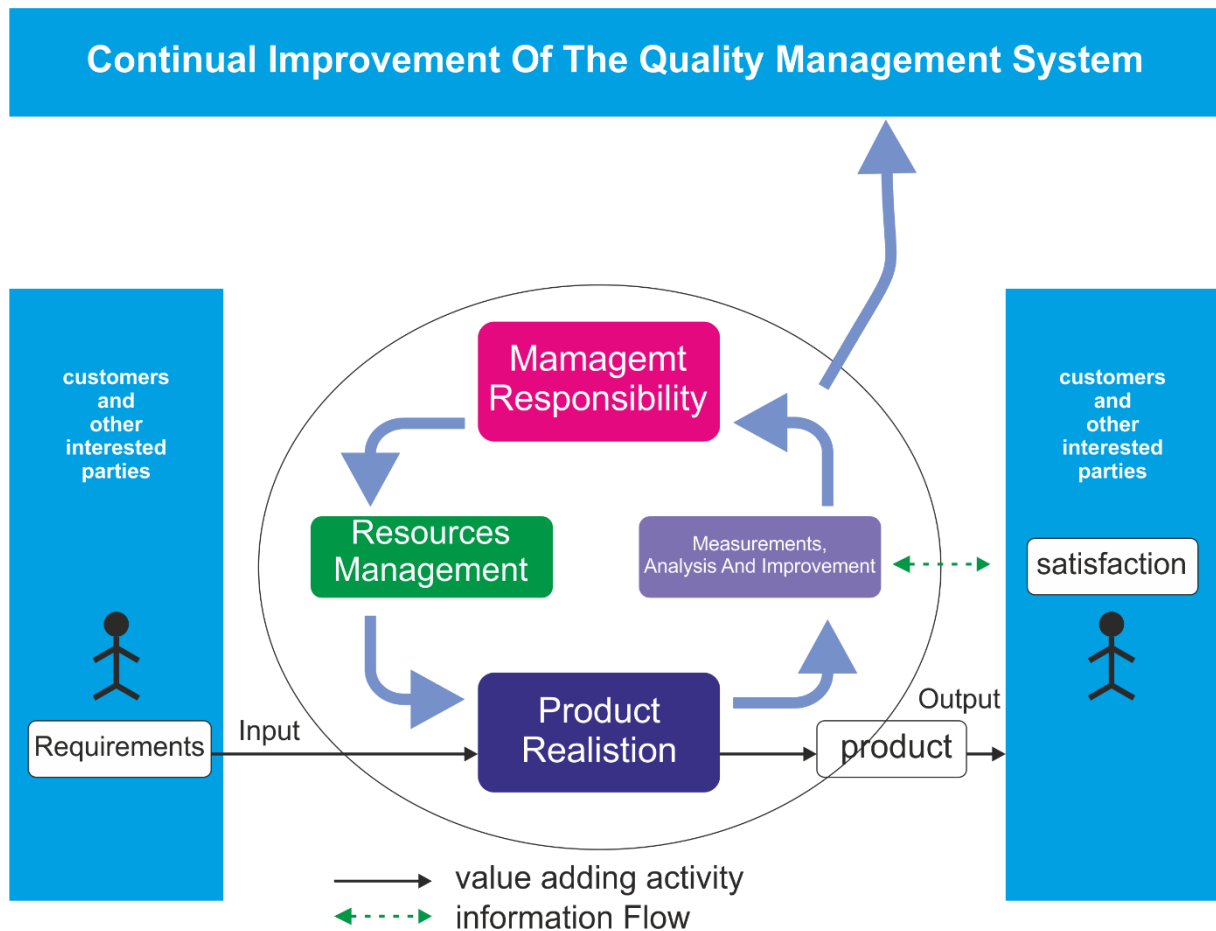 Continual Improvement Of The Quality Management System
customers
and
other
interested
parties
Mamagemt
Responsibility
customers
and
other
interested
parties
Resources
Management
Measurements,
Analysis And Improvement
satisfaction
Requirements
Input
Product
Realistion
product
Output
value adding activity
information Flow